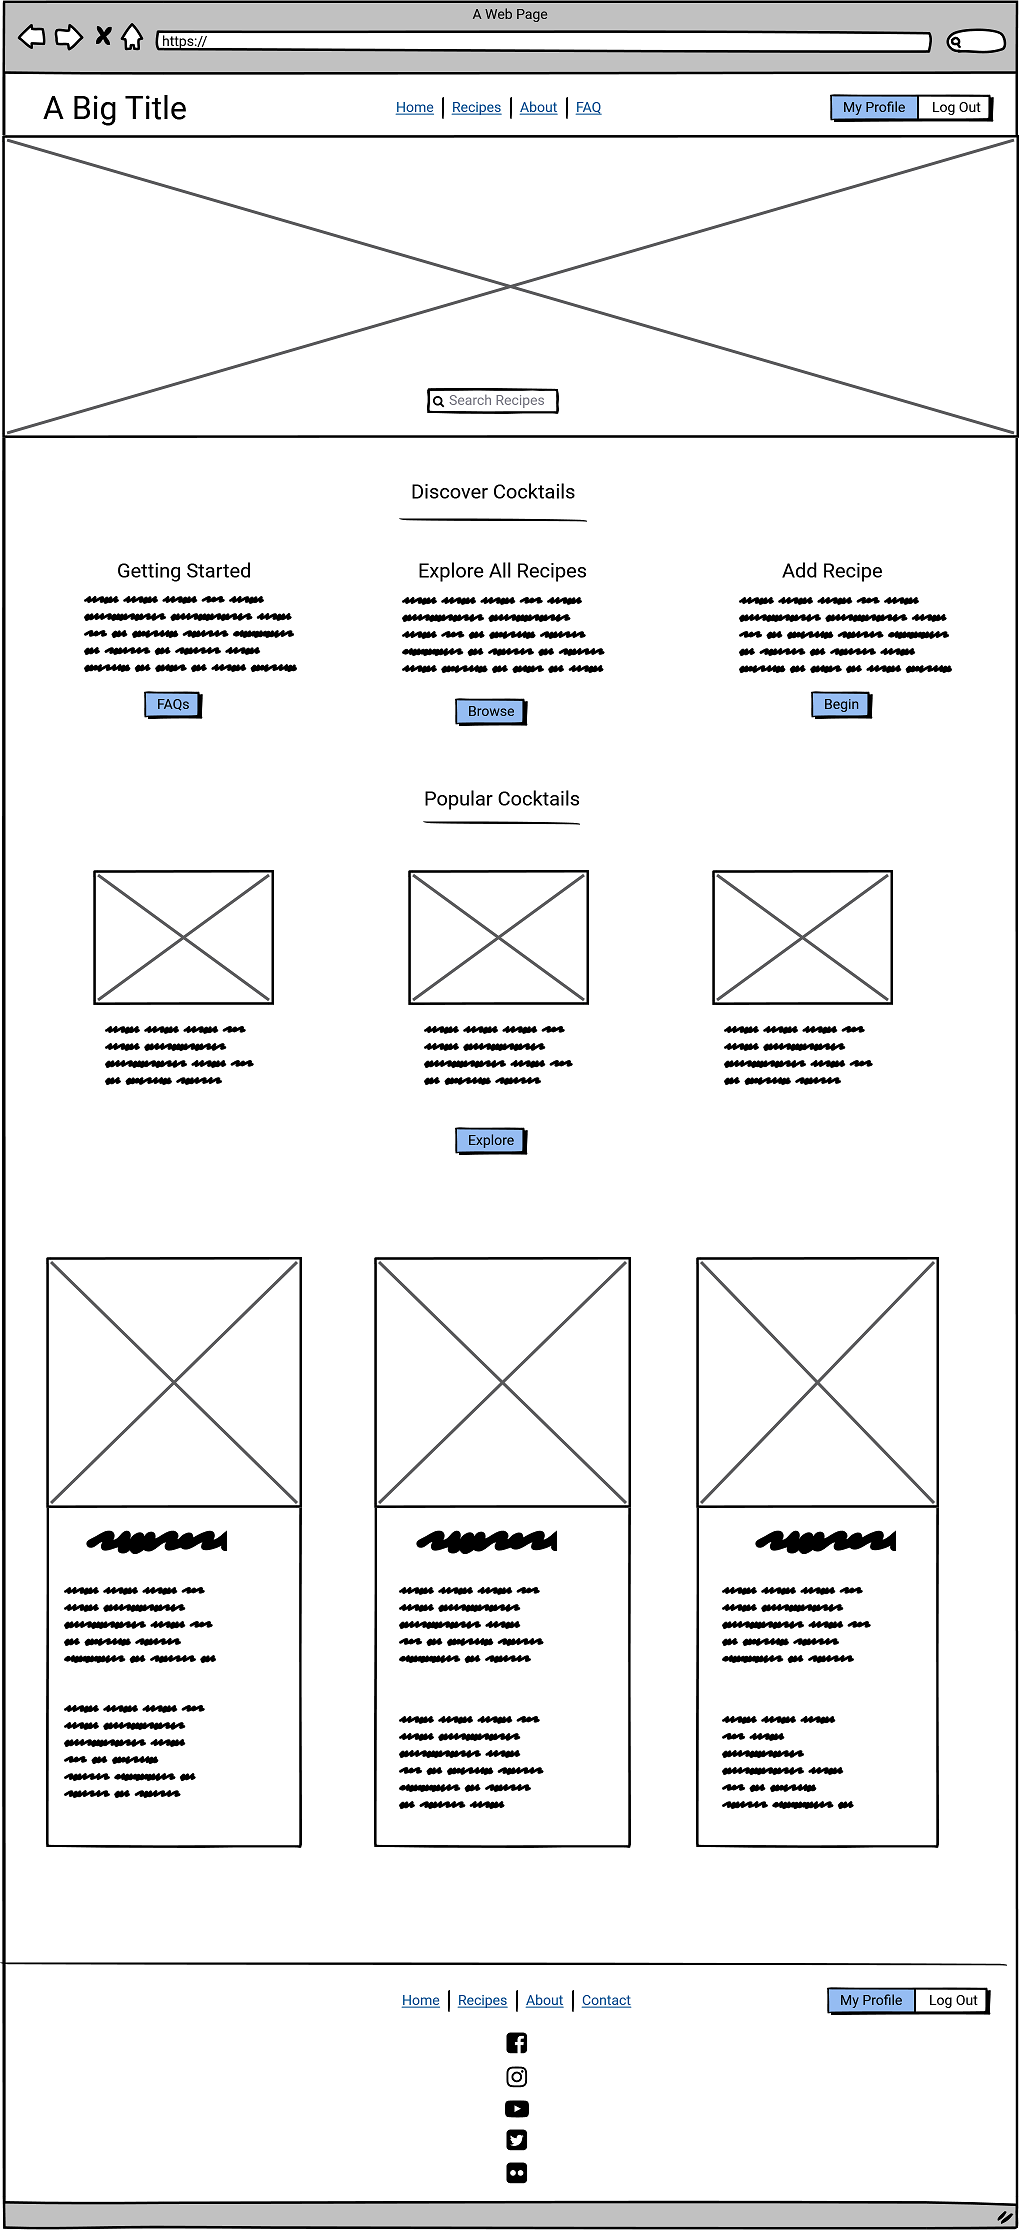 A Web Page
https://
A Big Title
Home Recipes About FAQ
My Profile Log Out
Search Recipes
Discover Cocktails
Getting Started Explore All Recipes Add Recipe
FAQs Browse Begin
Popular Cocktails
Explore
Home Recipes About Contact
My Profile Log Out